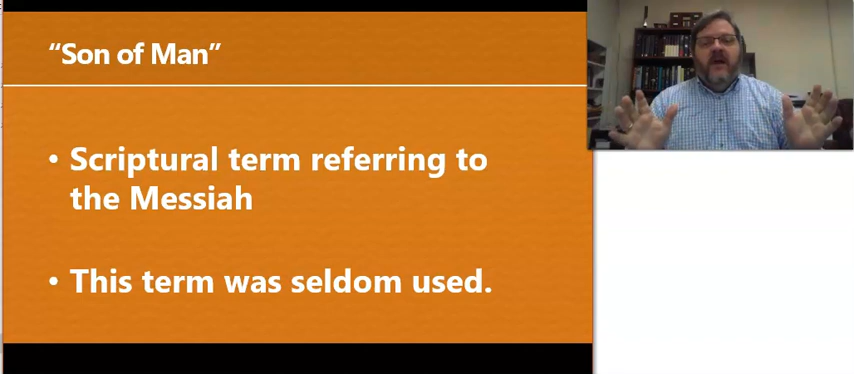 “Son of Man”
• Scriptural term referring to
the Messiah
• This term was seldom used.